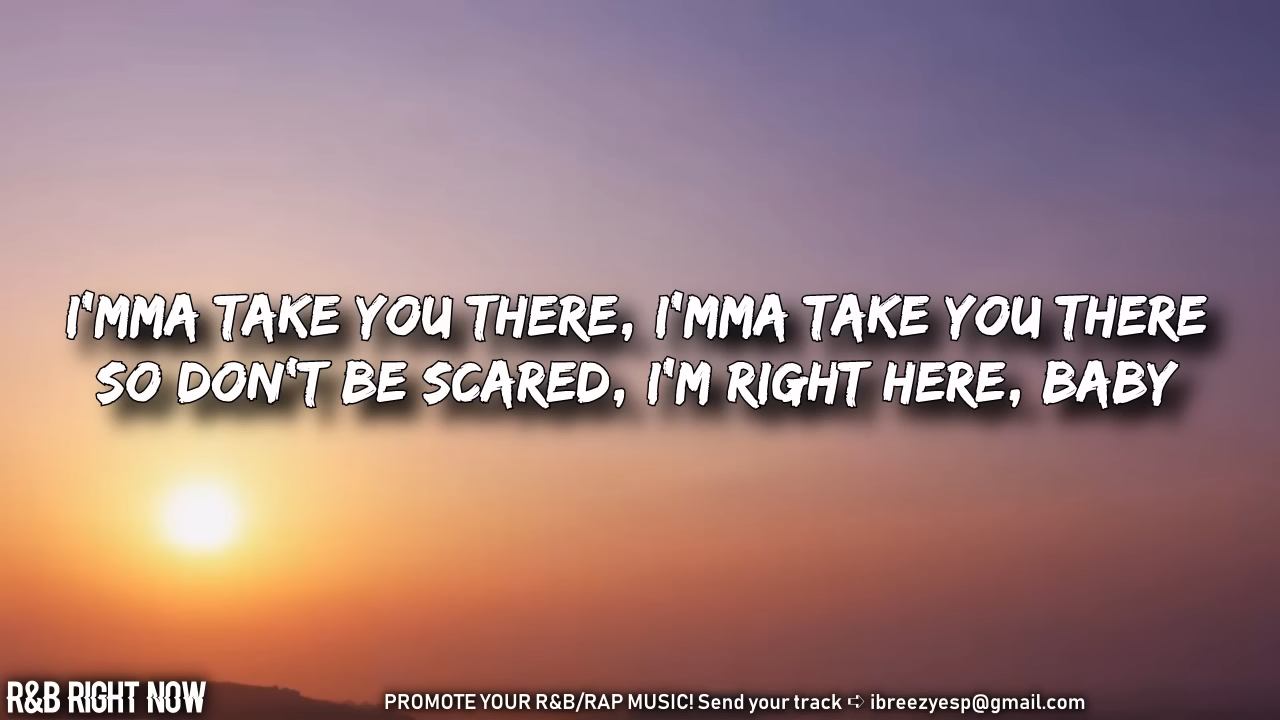 I'MMA TAKE YOU THERE, I'MMA TAKE YOU THERE
SO DON'T BE SCARED, I'M RIGHT HERE, BABY
R&B RIGHT NOW
PROMOTE YOUR R&B/RAP MUSIC! Send your track ➪ ibreezyesp@gmail.com